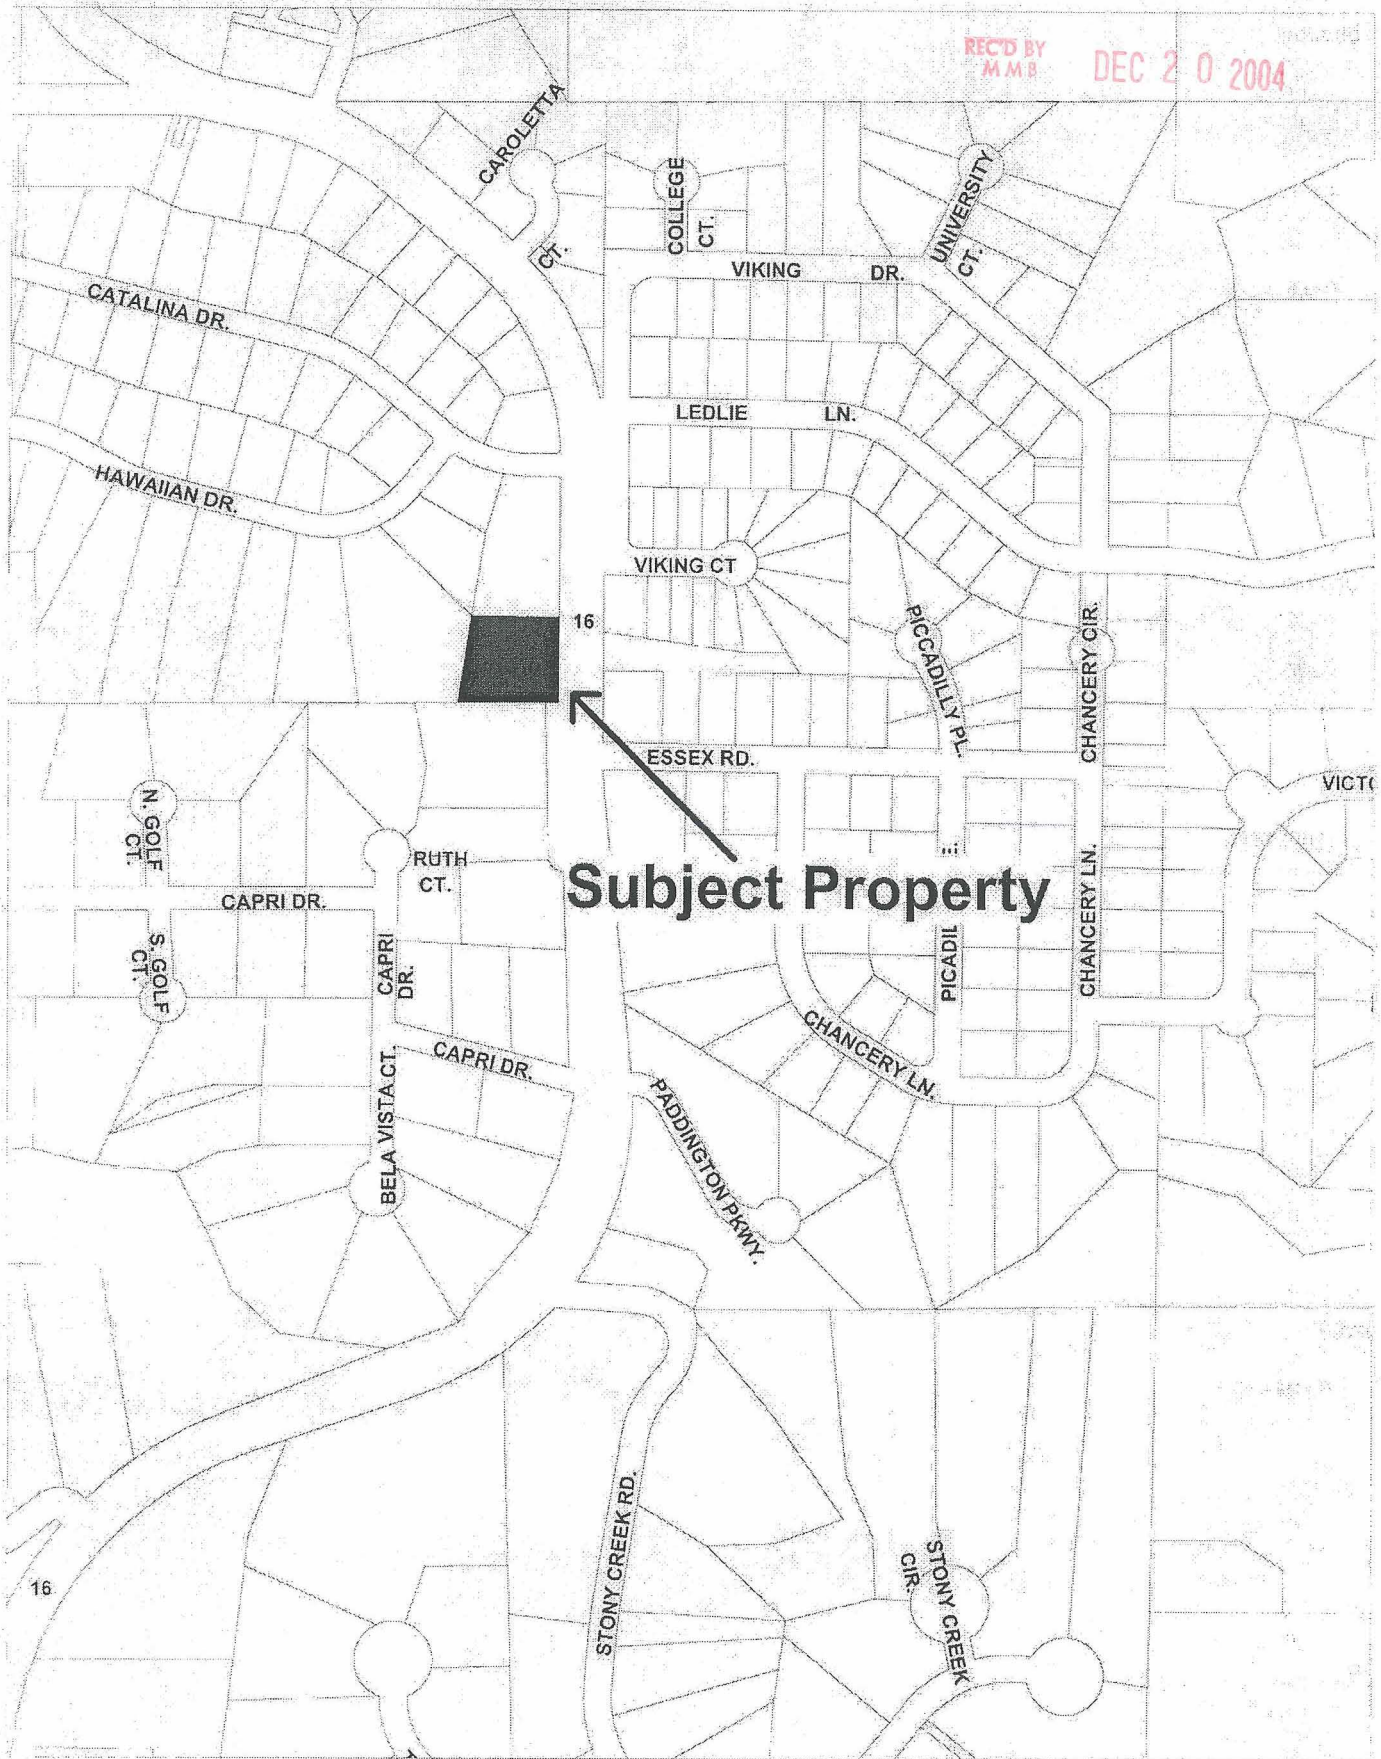 REC'D BY
MMB
DEC 20 2004
CAROLETTA
CT.
COLLEGE
CT.
UNIVERSITY
CT.
VIKING DR.
CATALINA DR.
LEDLIE LN.
HAWAIIAN DR.
VIKING CT
16
PICCADILLY PL.
CHANCERY CIR.
ESSEX RD.
N. GOLF
CT.
RUTH
CT.
CAPRI DR.
Subject Property
CHANCERY LN.
S. GOLF
CT.
CAPRI
DR.
PICADIL
CHANCERY LN.
CAPRI DR.
BELA VISTA CT.
PADDINGTON PKWY.
STONY CREEK RD.
STONY CREEK
CIR.
16